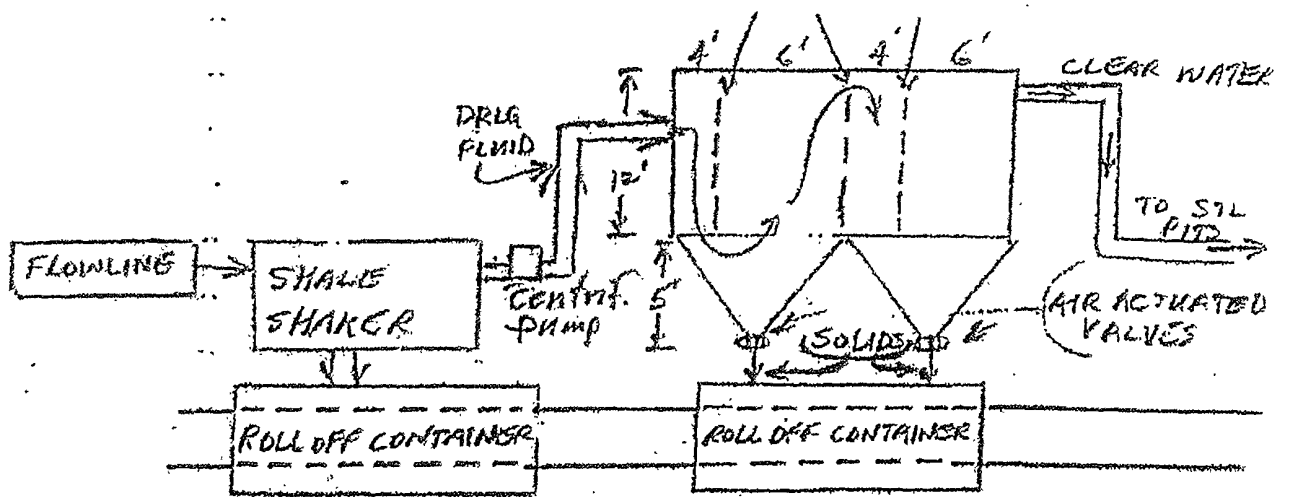 4' 6' 4' 6'
CLEAR WATER
DRLG
FLUID
12'
TO STL
PITS
FLOWLINE
SHALE
SHAKER
Centrif.
pump
5'
SOLIDS
AIR ACTUATED
VALVES
ROLL OFF CONTAINER
ROLL OFF CONTAINER